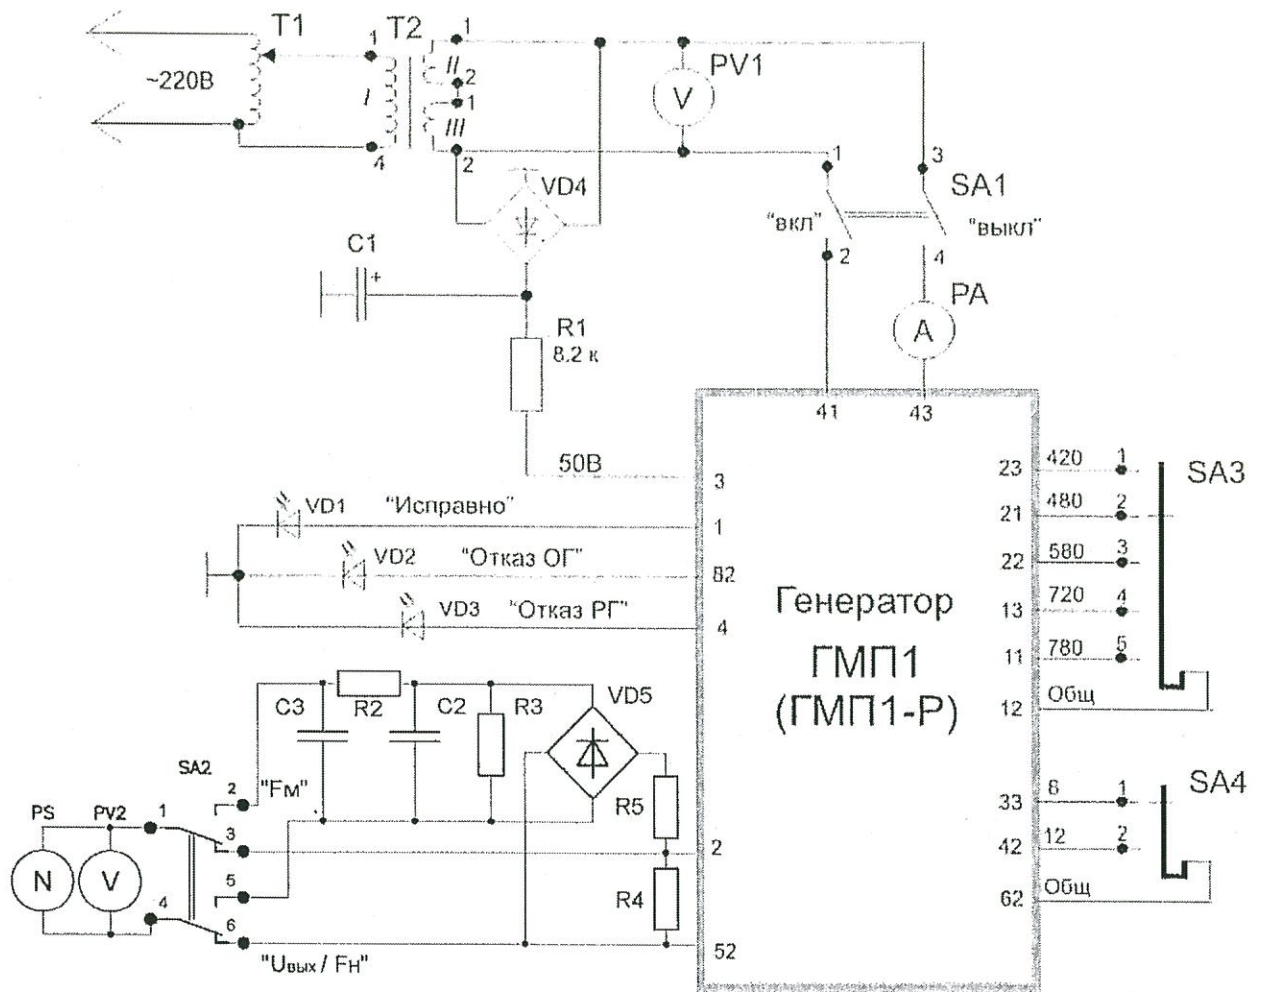 T1
T2
~220В
1
4
I
1
II
2
1
III
2
PV1
V
VD4
1
3
SA1
"вкл"
"выкл"
2
4
C1
+
PA
A
R1
8.2 к
41
43
50В
3
VD1
"Исправно"
1
VD2
"Отказ ОГ"
82
VD3
"Отказ РГ"
4
Генератор
ГМП1
(ГМП1-Р)
23
420
1
SA3
21
480
2
22
580
3
13
720
4
11
780
5
12
Общ
C3
R2
C2
R3
VD5
SA2
2
"Fм"
R5
33
8
1
SA4
PS
PV2
1
3
2
42
12
2
N
V
5
4
R4
62
Общ
6
52
"Uвых / Fн"